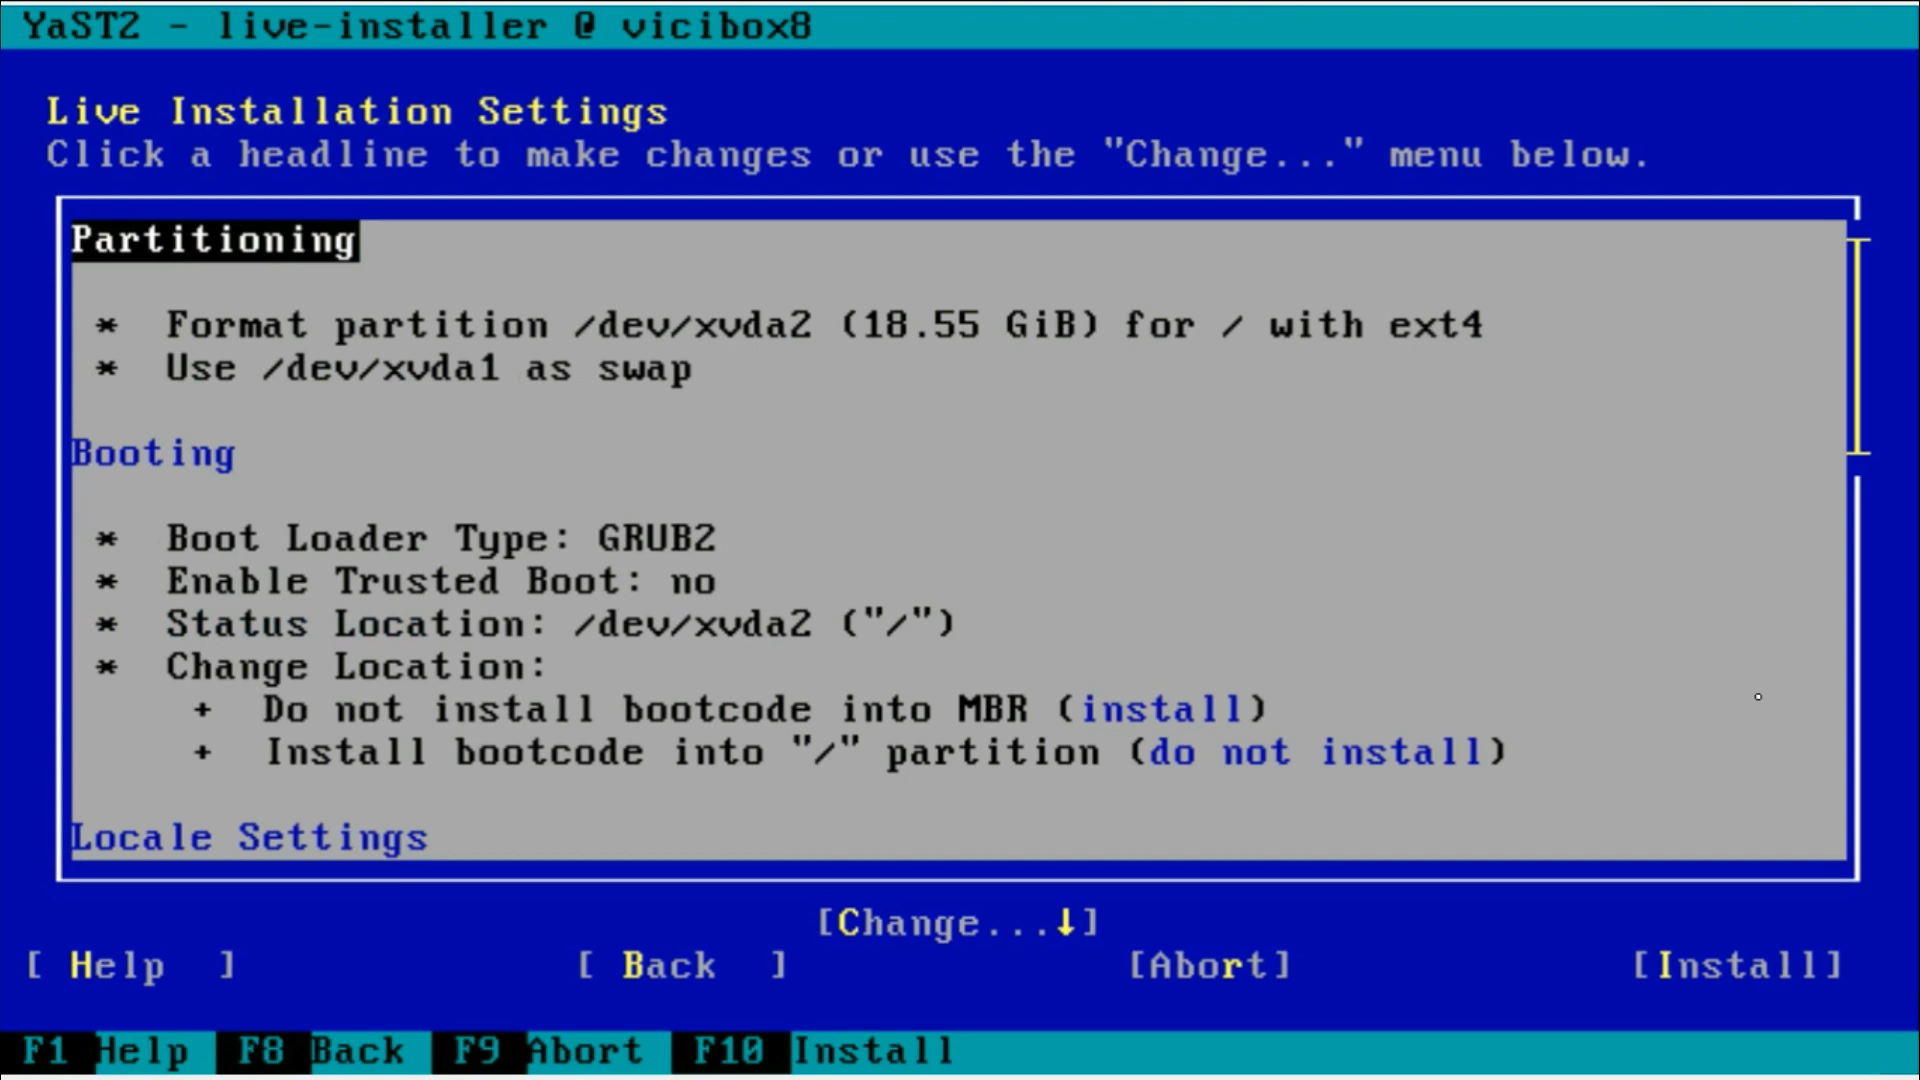 YaST2 - live-installer @ vicibox8
Live Installation Settings
Click a headline to make changes or use the "Change..." menu below.
Partitioning
* Format partition /dev/xvda2 (18.55 GiB) for / with ext4
* Use /dev/xvda1 as swap
Booting
* Boot Loader Type: GRUB2
* Enable Trusted Boot: no
* Status Location: /dev/xvda2 ("/")
* Change Location:
+ Do not install bootcode into MBR (install)
+ Install bootcode into "/" partition (do not install)
Locale Settings
[Change...↓]
[ Help ] [ Back ] [Abort] [Install]
F1 Help F8 Back F9 Abort F10 Install